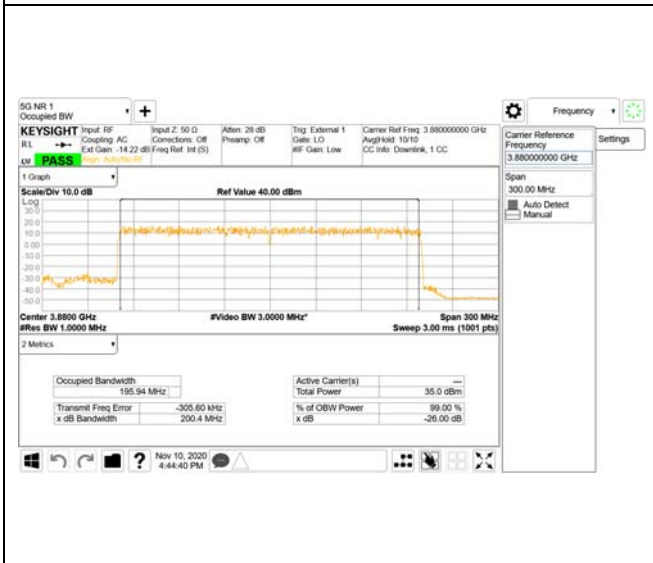 5G NR 1
Occupied BW
Frequency
KEYSIGHT
RL
PASS
Input: RF
Coupling: AC
Ext Gain: -14.22 dB
Align: Auto/No RF
Input Z: 50 Ω
Corrections: Off
Freq Ref: Int (S)
Atten: 28 dB
Preamp: Off
Trig: External 1
Gate: LO
#IF Gain: Low
Carrier Ref Freq: 3.880000000 GHz
Avg|Hold: 10/10
CC Info: Downlink, 1 CC
Carrier Reference
Frequency
3.880000000 GHz
Settings
Span
300.00 MHz
Auto Detect
Manual
1 Graph
Scale/Div 10.0 dB
Ref Value 40.00 dBm
Log
30.0
20.0
10.0
0.00
-10.0
-20.0
-30.0
-40.0
-50.0
Center 3.8800 GHz
#Video BW 3.0000 MHz*
Span 300 MHz
#Res BW 1.0000 MHz
Sweep 3.00 ms (1001 pts)
2 Metrics
Occupied Bandwidth
195.94 MHz
Active Carrier(s) ---
Total Power 35.0 dBm
Transmit Freq Error -305.60 kHz
% of OBW Power 99.00 %
x dB Bandwidth 200.4 MHz
x dB -26.00 dB
?
Nov 10, 2020
4:44:40 PM